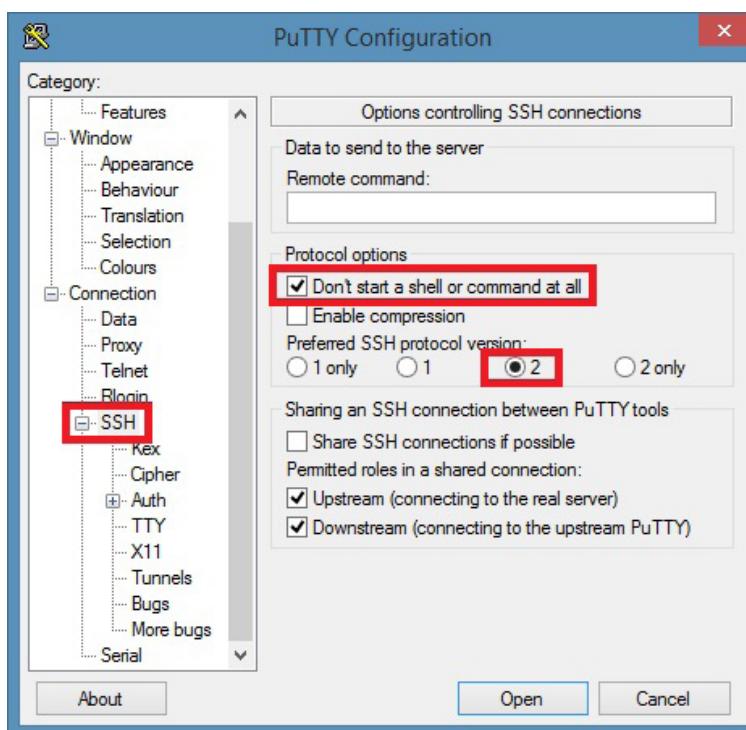 PuTTY Configuration
Category:
Features
Window
Appearance
Behaviour
Translation
Selection
Colours
Connection
Data
Proxy
Telnet
Rlogin
SSH
Kex
Cipher
Auth
TTY
X11
Tunnels
Bugs
More bugs
Serial
Options controlling SSH connections
Data to send to the server
Remote command:
Protocol options
Don't start a shell or command at all
Enable compression
Preferred SSH protocol version:
1 only 1 2 2 only
Sharing an SSH connection between PuTTY tools
Share SSH connections if possible
Permitted roles in a shared connection:
Upstream (connecting to the real server)
Downstream (connecting to the upstream PuTTY)
About Open Cancel